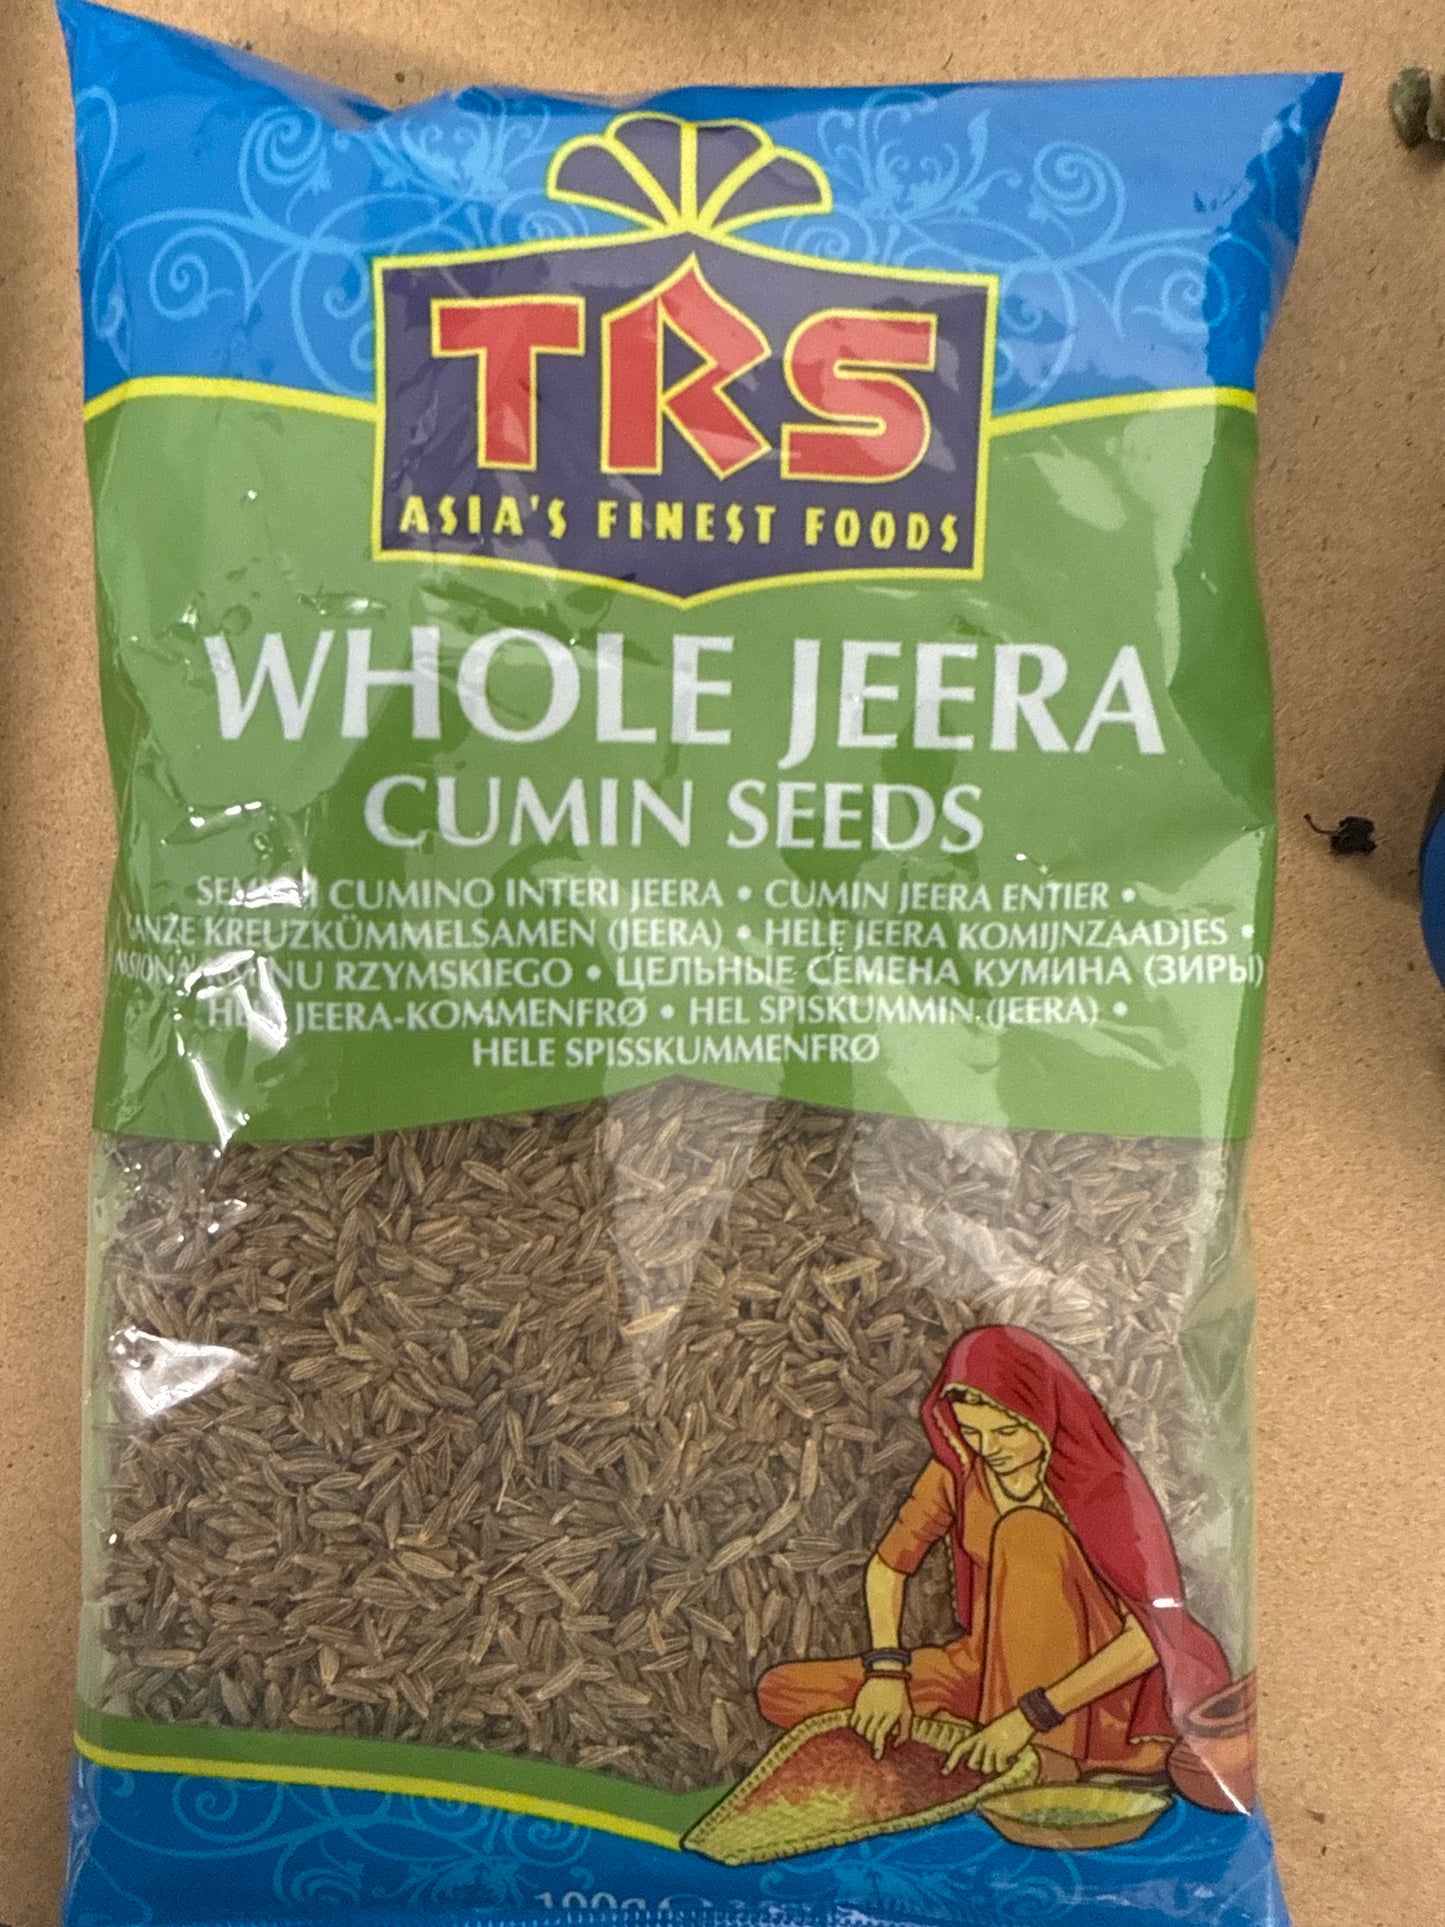 TRS
ASIA'S FINEST FOODS
WHOLE JEERA
CUMIN SEEDS
CUMINO INTERI JEERA • CUMIN JEERA ENTIER •
KREUZKÜMMELSAMEN (JEERA) • HELE JEERA KOMIJNZAADJES •
RZYMSKIEGO • ЦЕЛЬНЫЕ СЕМЕНА КУМИНА (ЗИРЫ)
JEERA-KOMMENFRØ • HEL SPISKUMMIN (JEERA) •
HELE SPISSKUMMENFRØ
100g